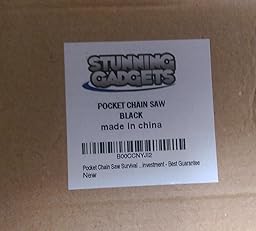 STUNNING
GADGETS
POCKET CHAIN SAW
BLACK
made in china
B00CCNYJI2
Pocket Chain Saw Survival ...investment - Best Guarantee
New